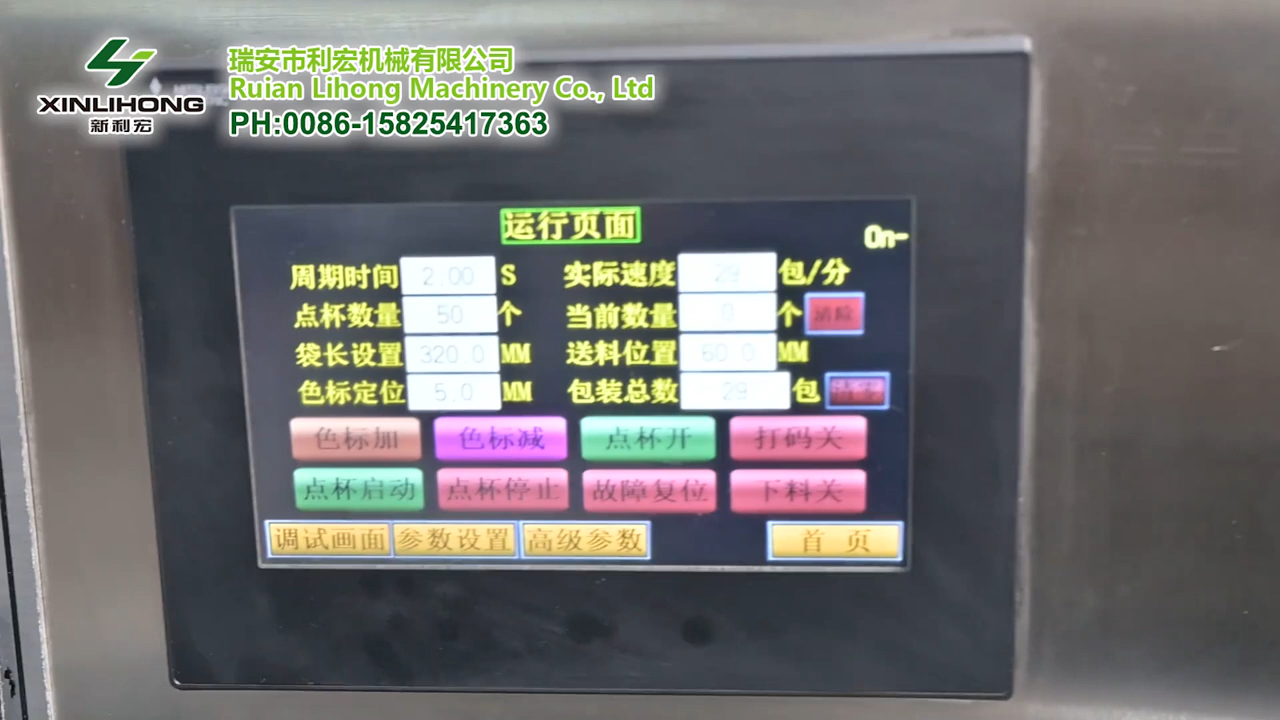 瑞安市利宏机械有限公司
Ruian Lihong Machinery Co., Ltd
XINLIHONG
新利宏
PH:0086-15825417363
运行页面
On-
周期时间 2.00 S 实际速度 29 包/分
点杯数量 50 个 当前数量 0 个 清除
袋长设置 320.0 MM 送料位置 60.0 MM
色标定位 5.0 MM 包装总数 29 包 清零
色标加 色标减 点杯开 打码关
点杯启动 点杯停止 故障复位 下料关
调试画面 参数设置 高级参数 首页